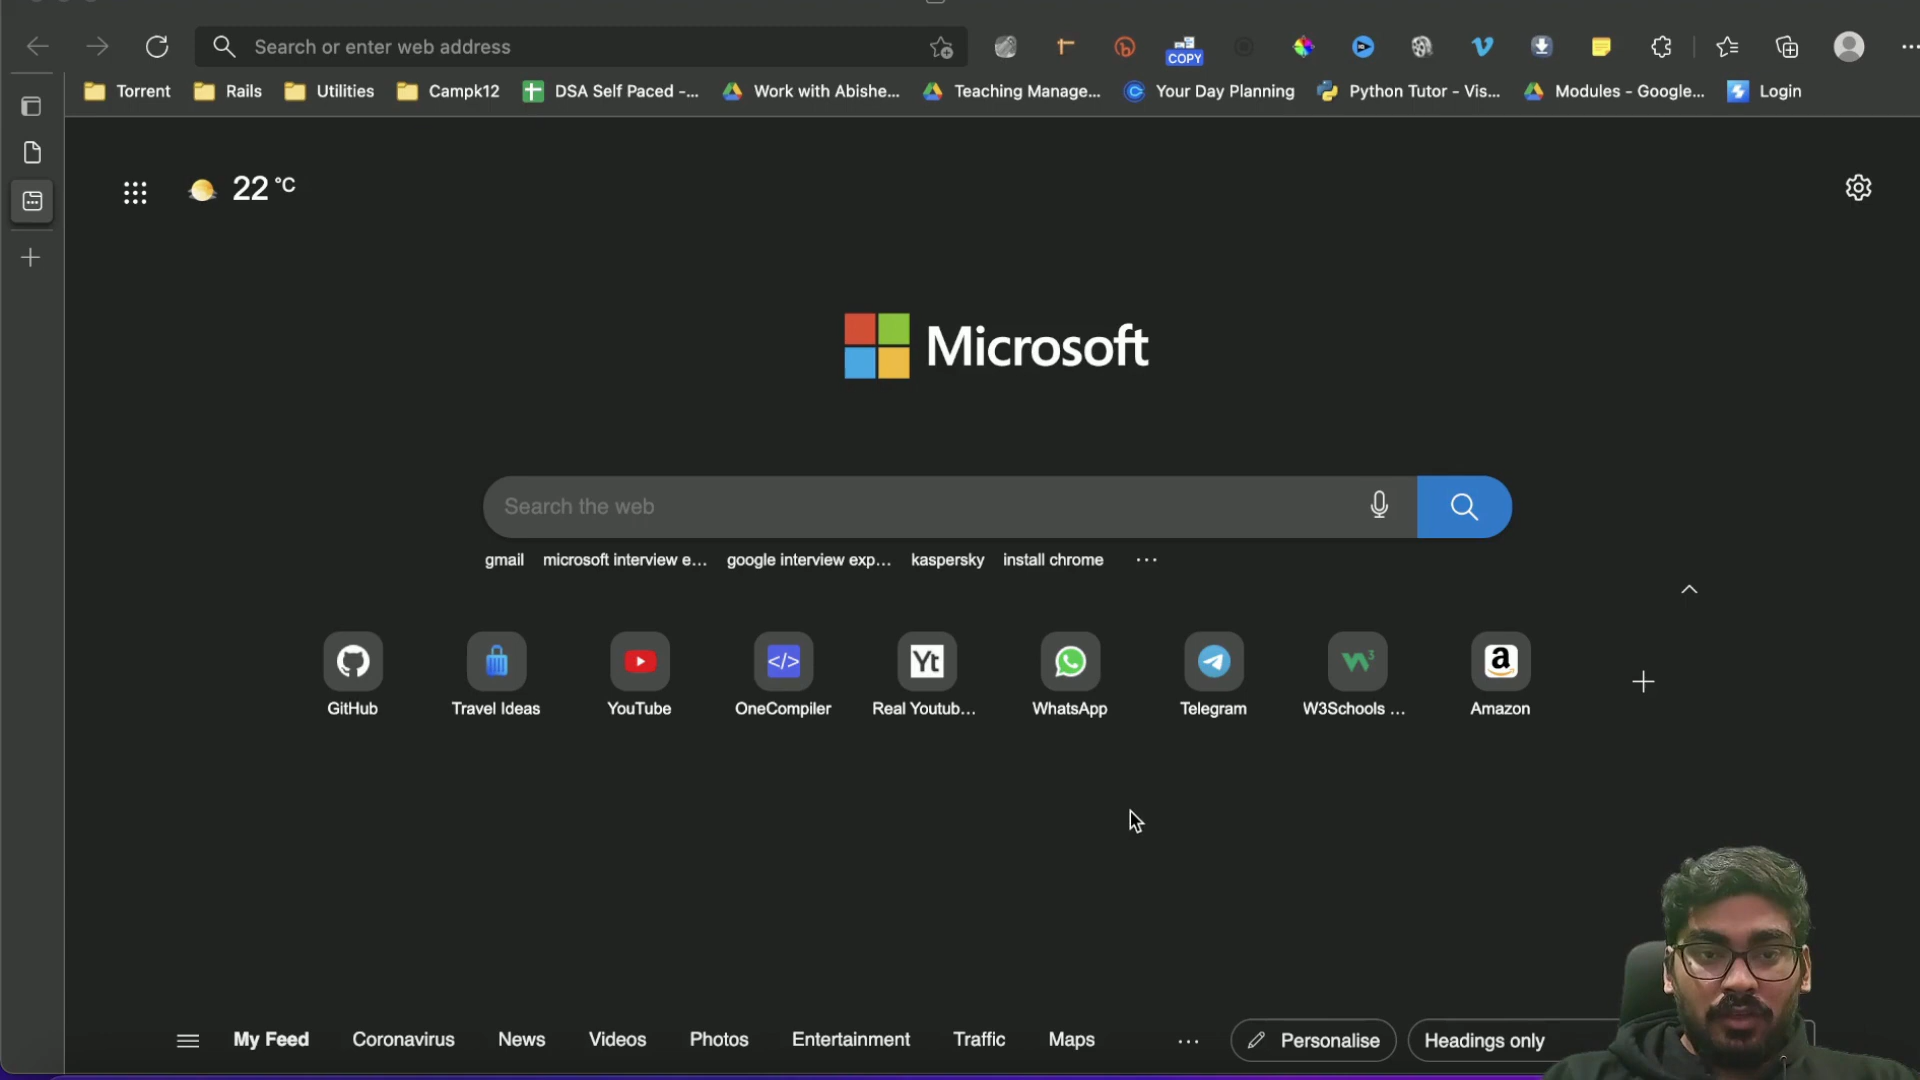 Search or enter web address
COPY
Torrent Rails Utilities Campk12 DSA Self Paced -... Work with Abishe... Teaching Manage... Your Day Planning Python Tutor - Vis... Modules - Google... Login
22 °C
Microsoft
Search the web
gmail microsoft interview e... google interview exp... kaspersky install chrome ...
Yt
a
GitHub Travel Ideas YouTube OneCompiler Real Youtub... WhatsApp Telegram W3Schools ... Amazon
My Feed Coronavirus News Videos Photos Entertainment Traffic Maps ... Personalise Headings only